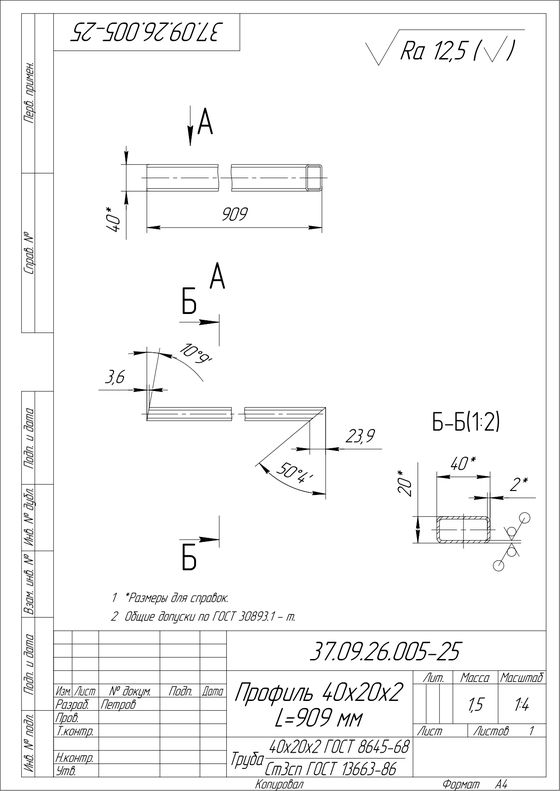 37.09.26.005-25
Ra 12,5 (√)
Перв. примен.
Справ. №
А
40*
909
А
Б
10°9'
3,6
23,9
50°4'
Б
Б-Б(1:2)
40*
20*
2*
1 *Размеры для справок.
2 Общие допуски по ГОСТ 30893.1 - m.
Подп. и дата
Инв. № дубл.
Взам. инв. №
Подп. и дата
Инв. № подл.
37.09.26.005-25
Изм. Лист № докум. Подп. Дата
Разраб. Петров
Пров.
Т.контр.
Н.контр.
Утв.
Профиль 40х20х2
L=909 мм
Лит. Масса Масштаб
1,5 1:4
Лист Листов 1
Труба 40х20х2 ГОСТ 8645-68
Ст3сп ГОСТ 13663-86
Копировал Формат А4